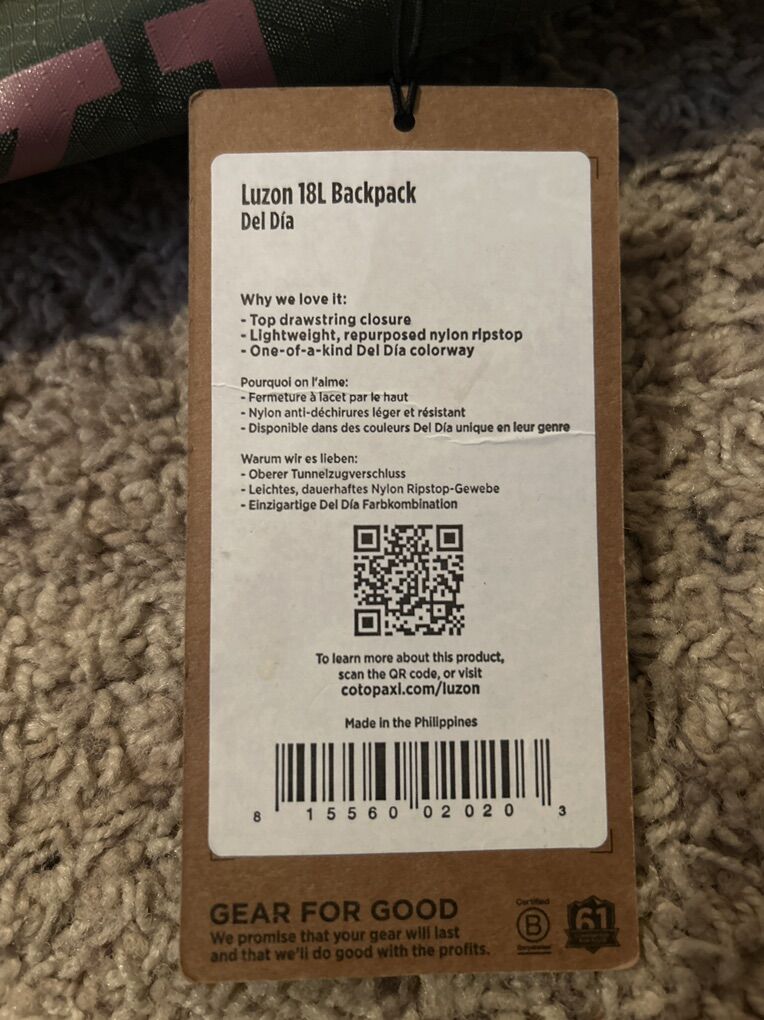 Luzon 18L Backpack
Del Día
Why we love it:
- Top drawstring closure
- Lightweight, repurposed nylon ripstop
- One-of-a-kind Del Día colorway
Pourquoi on l'aime:
- Fermeture à lacet par le haut
- Nylon anti-déchirures léger et résistant
- Disponible dans des couleurs Del Día unique en leur genre
Warum wir es lieben:
- Oberer Tunnelzugverschluss
- Leichtes, dauerhaftes Nylon Ripstop-Gewebe
- Einzigartige Del Día Farbkombination
To learn more about this product,
scan the QR code, or visit
cotopaxi.com/luzon
Made in the Philippines
8 15560 02020 3
GEAR FOR GOOD
We promise that your gear will last
and that we'll do good with the profits.
Certified
B
Corporation
61